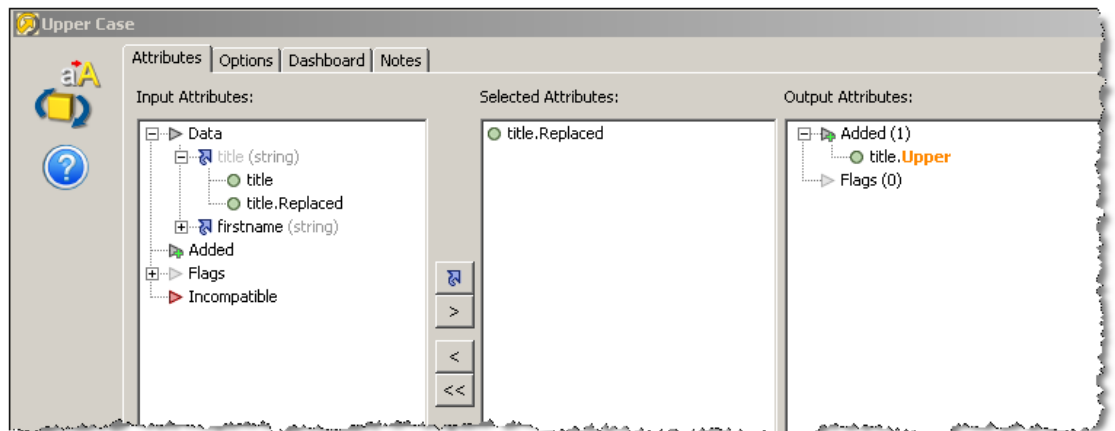 Upper Case
aA
Attributes Options Dashboard Notes
Input Attributes: Selected Attributes: Output Attributes:
Data title.Replaced Added (1)
title (string) title.Upper
title Flags (0)
title.Replaced
firstname (string)
Added
Flags
Incompatible
>
<
<<
?